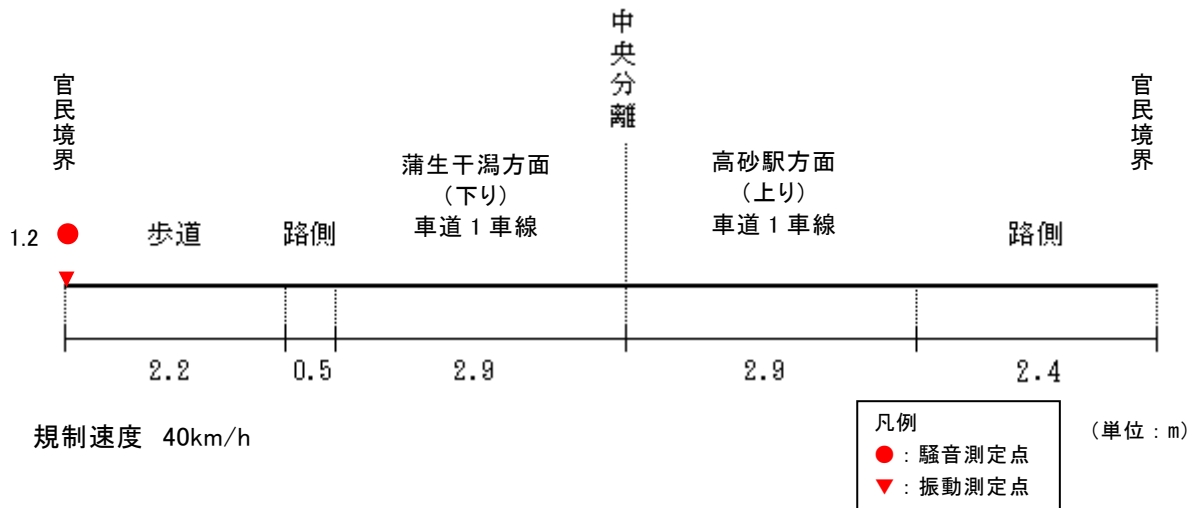 中央分離
官民境界
官民境界
蒲生干潟方面
（下り）
車道１車線
高砂駅方面
（上り）
車道１車線
1.2
歩道
路側
路側
2.2
0.5
2.9
2.9
2.4
規制速度 40km/h
（単位：m）
凡例
：騒音測定点
：振動測定点